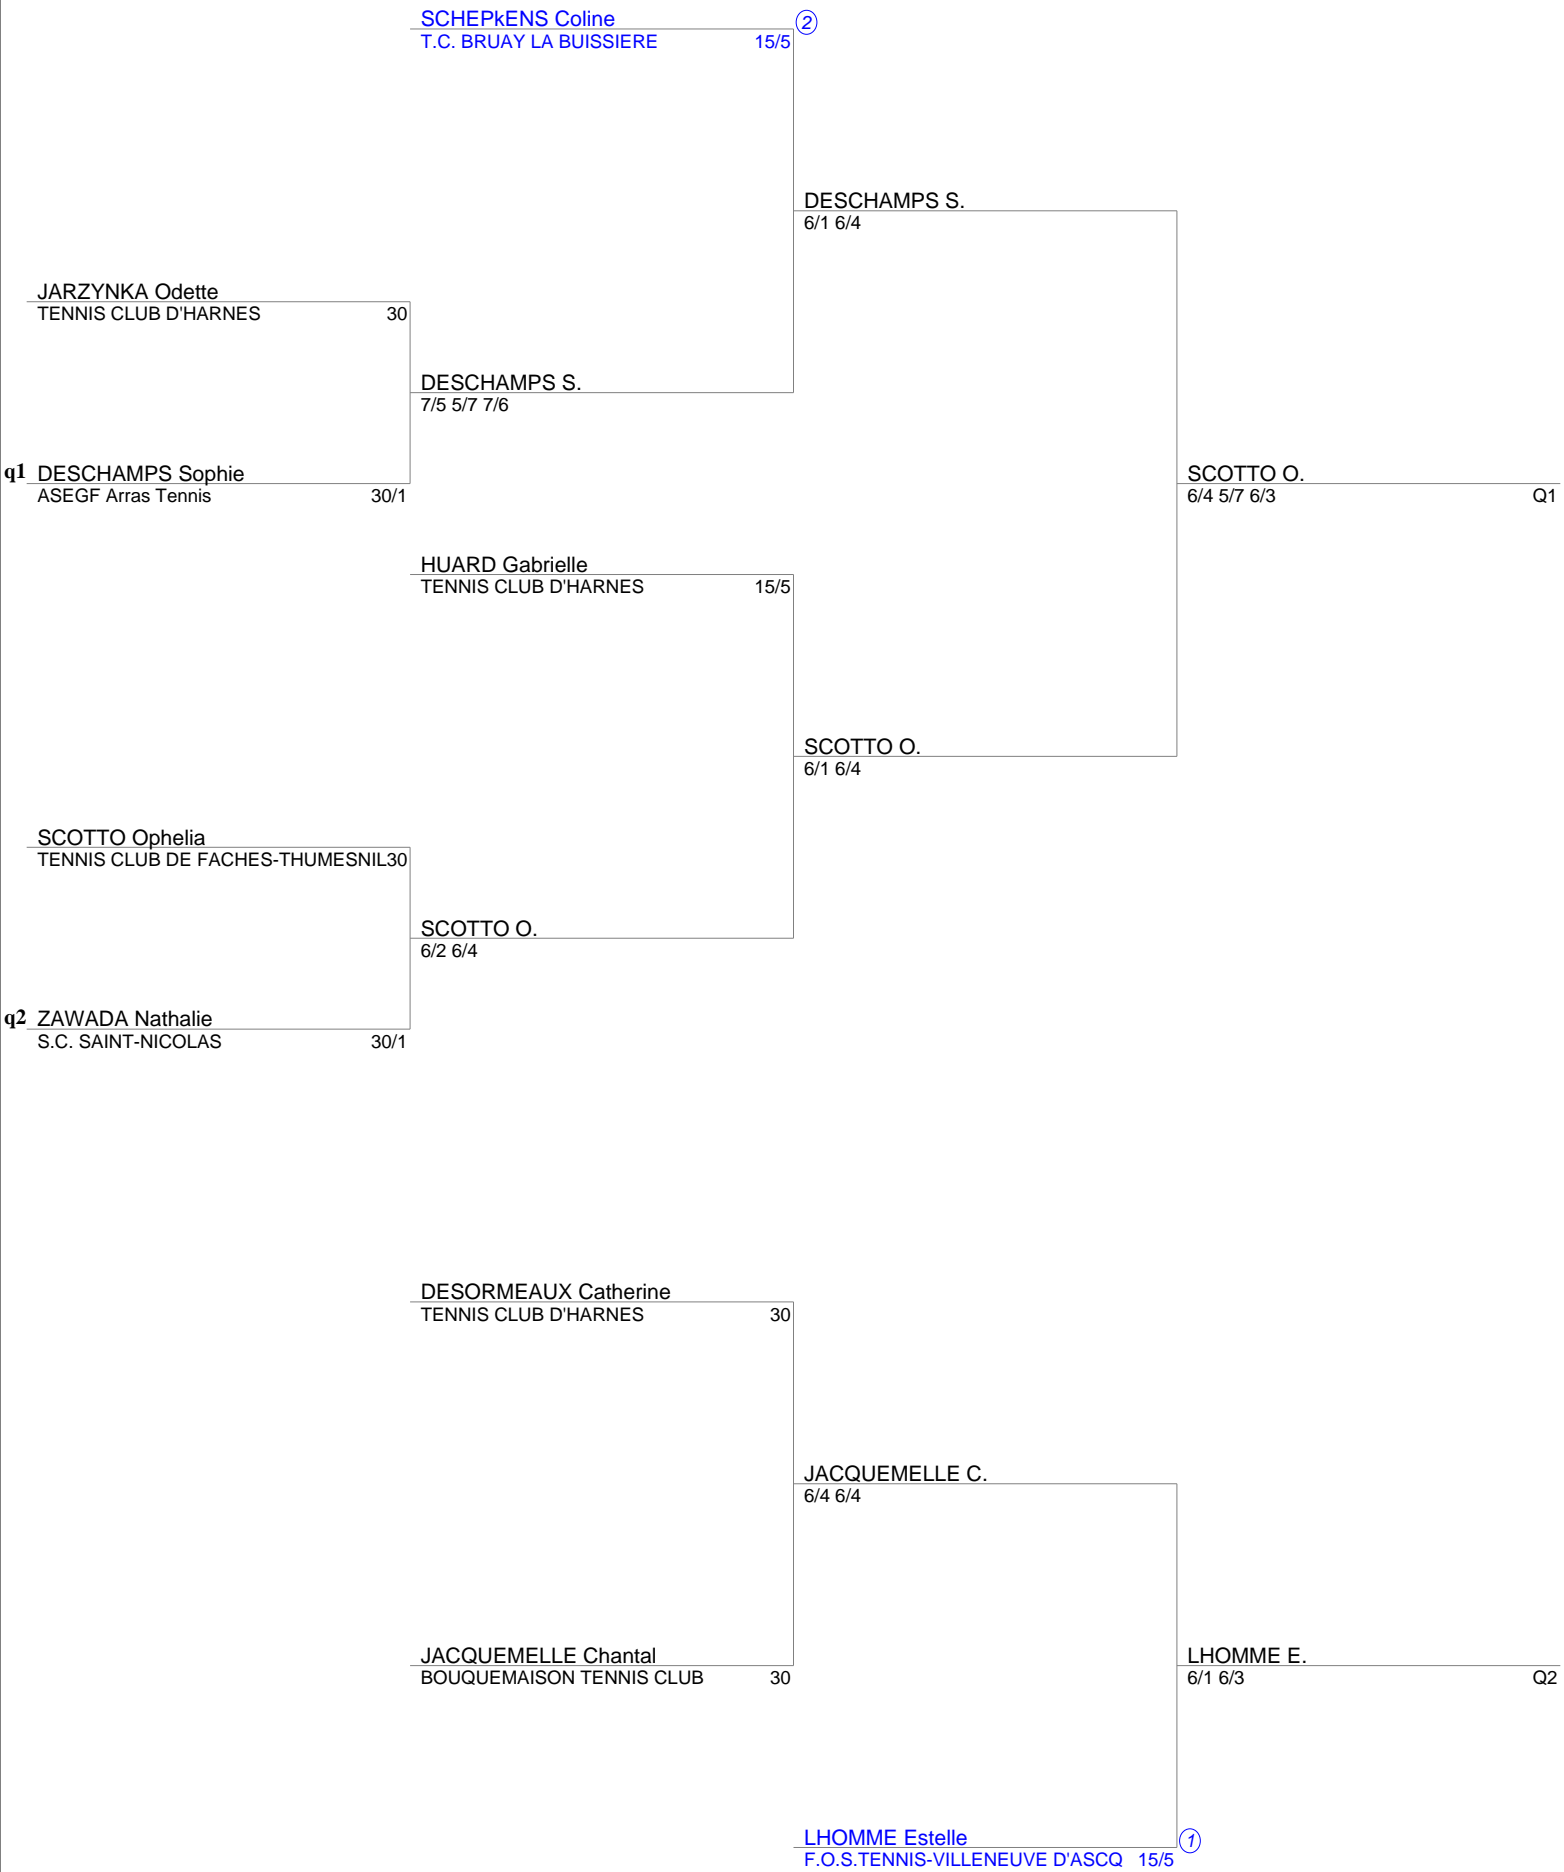 SCHEPkENS Coline
2
T.C. BRUAY LA BUISSIERE 15/5
DESCHAMPS S.
6/1 6/4
JARZYNKA Odette
TENNIS CLUB D'HARNES 30
DESCHAMPS S.
7/5 5/7 7/6
q1 DESCHAMPS Sophie
ASEGF Arras Tennis 30/1
SCOTTO O.
6/4 5/7 6/3 Q1
HUARD Gabrielle
TENNIS CLUB D'HARNES 15/5
SCOTTO O.
6/1 6/4
SCOTTO Ophelia
TENNIS CLUB DE FACHES-THUMESNIL30
SCOTTO O.
6/2 6/4
q2 ZAWADA Nathalie
S.C. SAINT-NICOLAS 30/1
DESORMEAUX Catherine
TENNIS CLUB D'HARNES 30
JACQUEMELLE C.
6/4 6/4
JACQUEMELLE Chantal
BOUQUEMAISON TENNIS CLUB 30
LHOMME E.
6/1 6/3 Q2
LHOMME Estelle
1
F.O.S.TENNIS-VILLENEUVE D'ASCQ 15/5